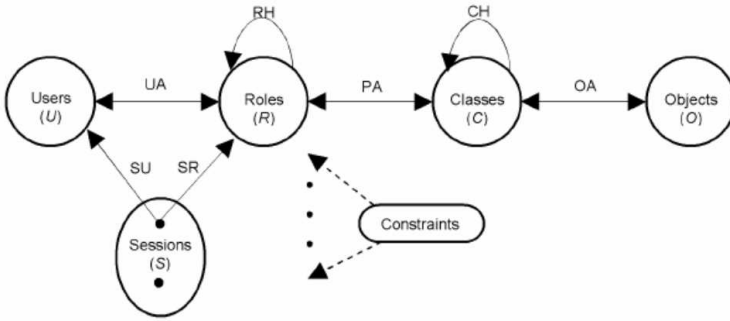 RH
CH
Users
(U)
UA
Roles
(R)
PA
Classes
(C)
OA
Objects
(O)
SU
SR
Sessions
(S)
Constraints